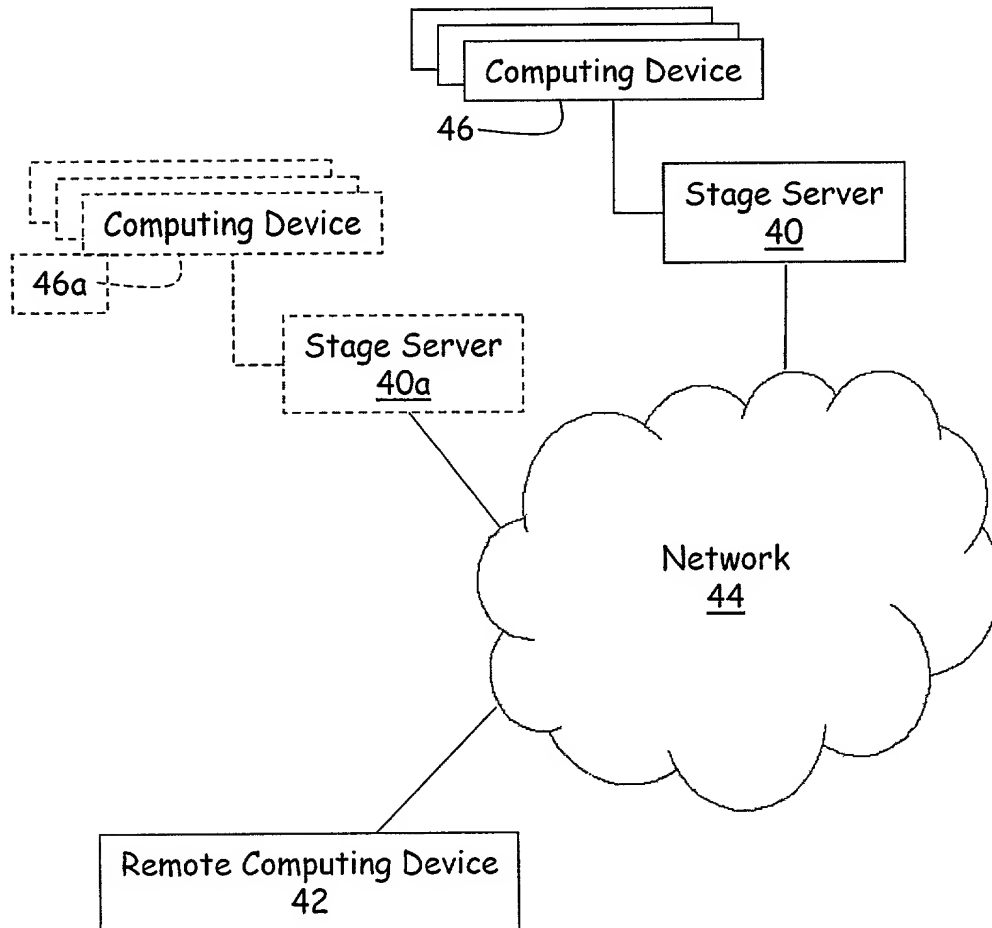 Computing Device
46
Stage Server
40
Computing Device
46a
Stage Server
40a
Network
44
Remote Computing Device
42